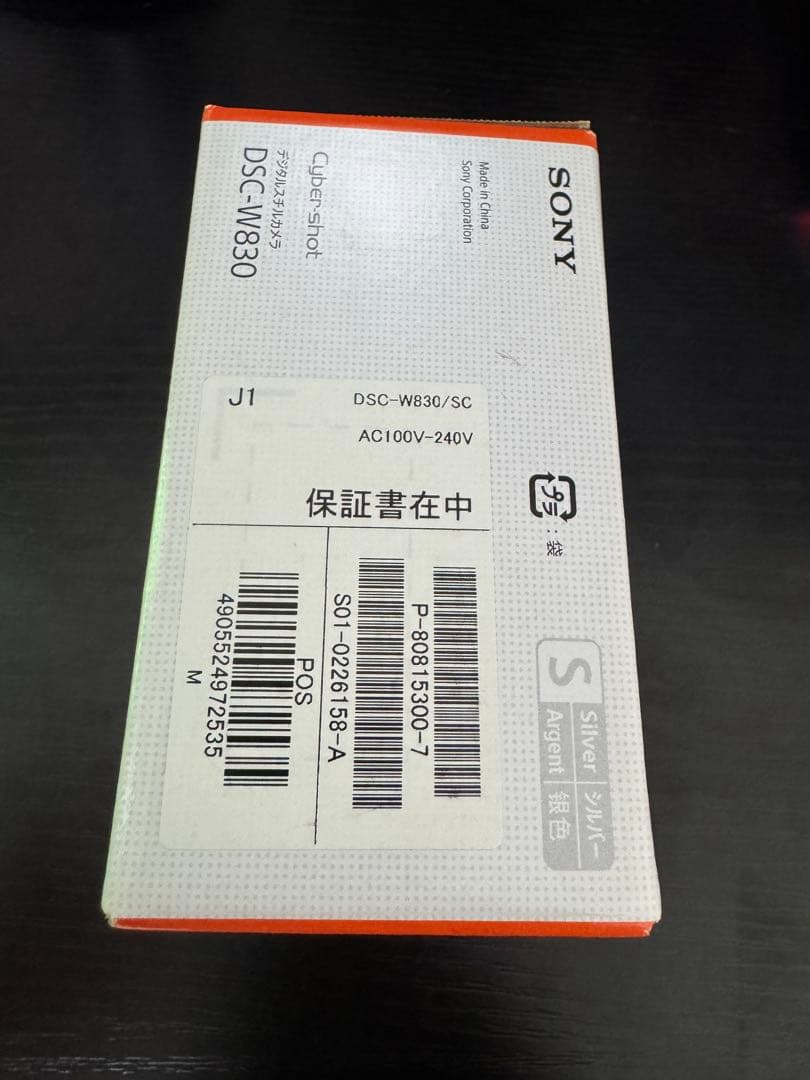 SONY
Made in China
Sony Corporation
Cyber-shot
デジタルスチルカメラ
DSC-W830
J1
DSC-W830/SC
AC100V-240V
保証書在中
プラ
:袋
P-80815300-7
S01-0226158-A
POS
4905524972535
M
S
Silver
シルバー
Argent
銀色